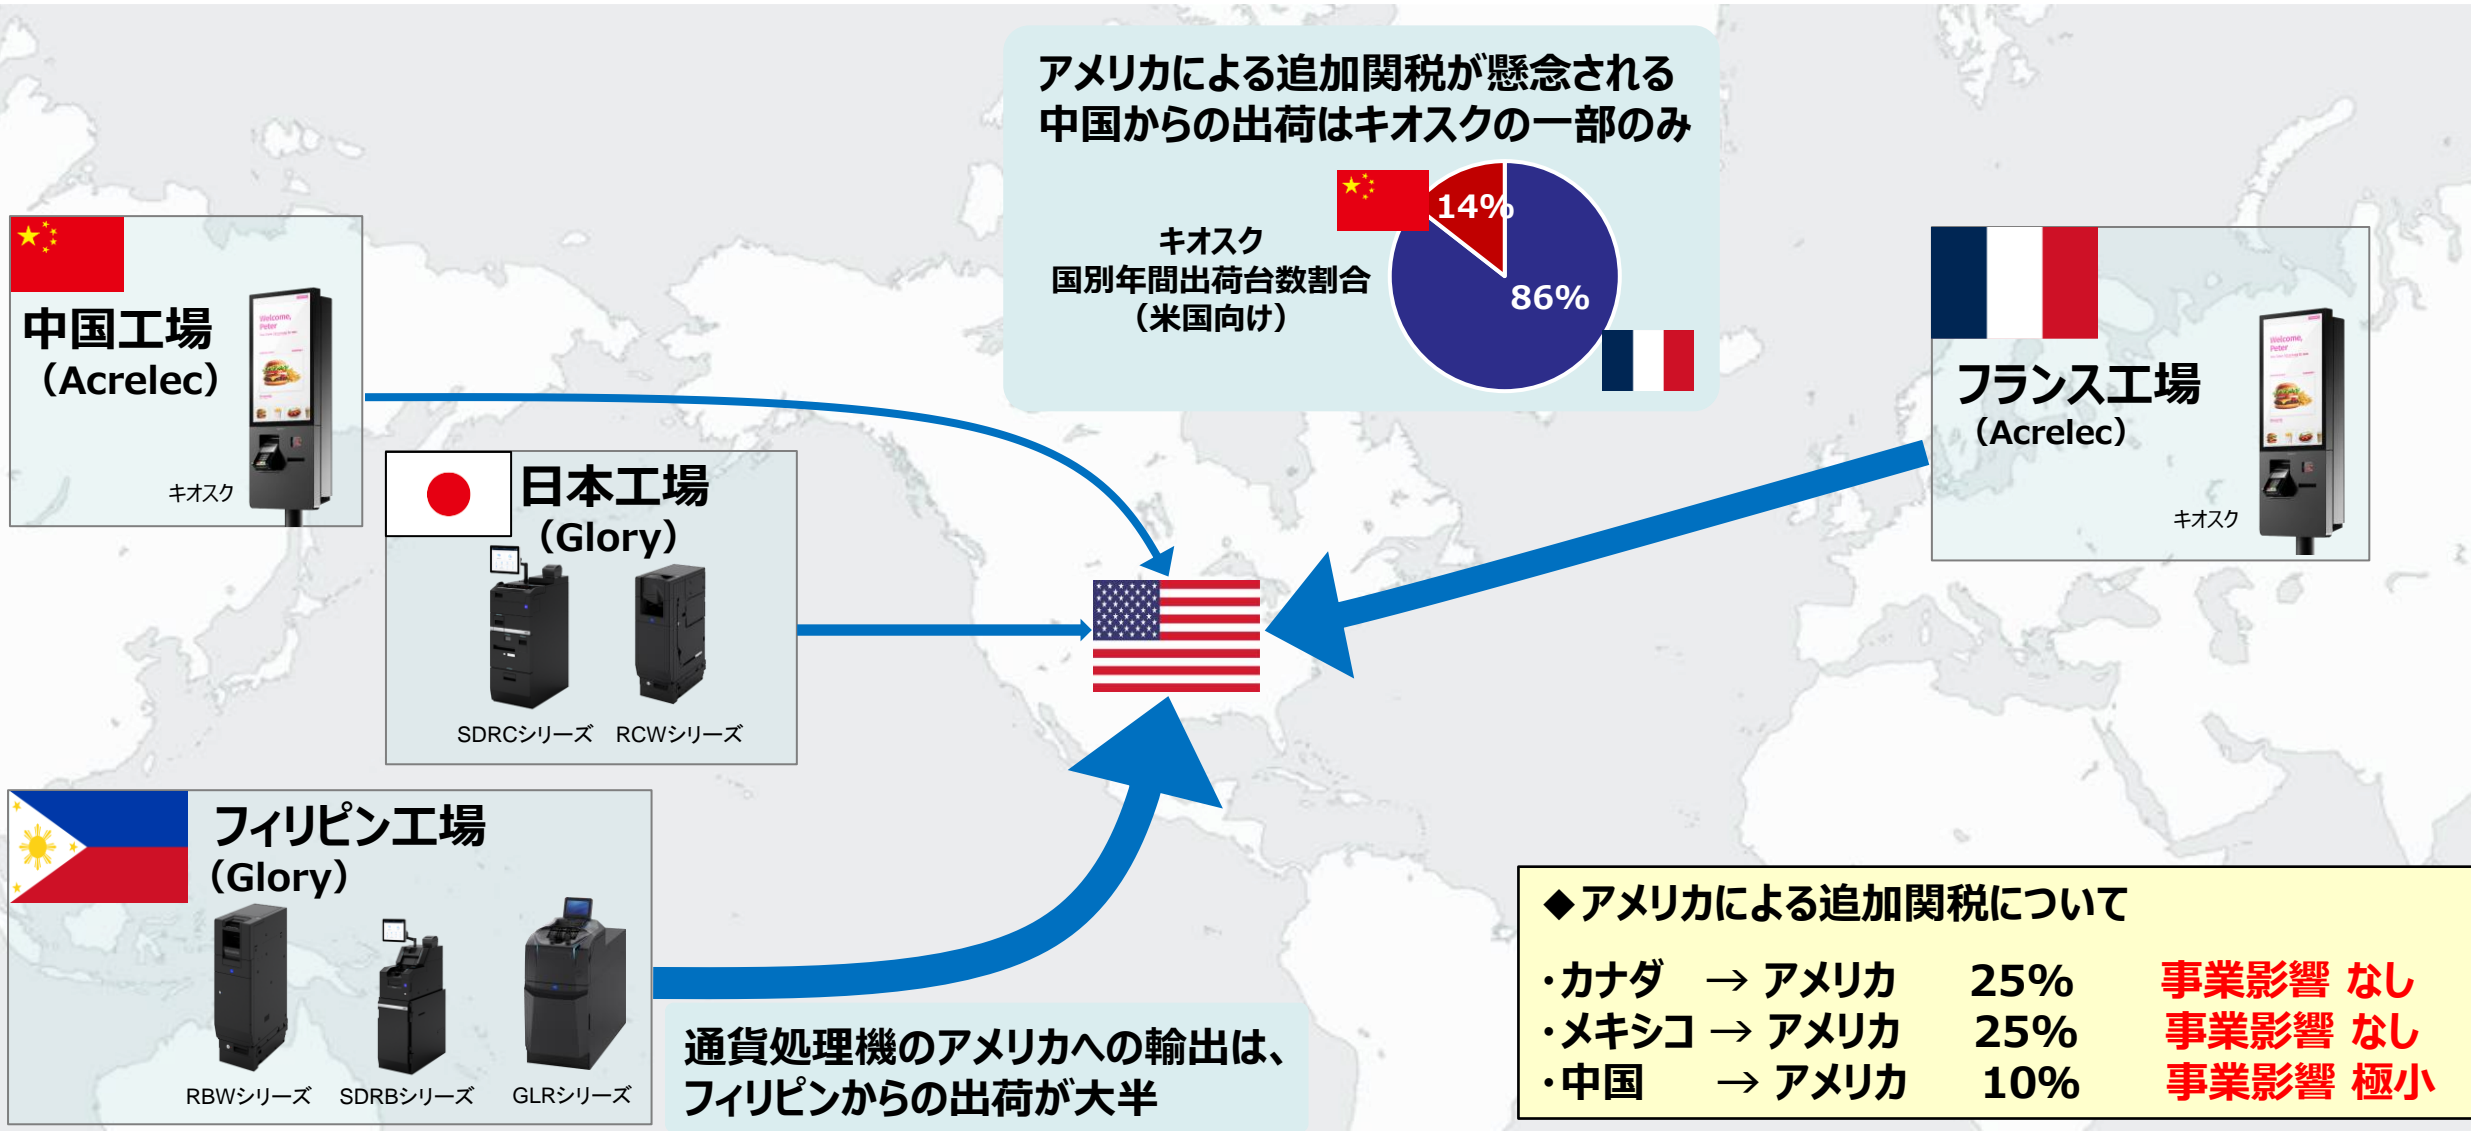 アメリカによる追加関税が懸念される
中国からの出荷はキオスクの一部のみ
14%
86%
キオスク
国別年間出荷台数割合
（米国向け）
中国工場
（Acrelec）
Welcome,
Peter
キオスク
日本工場
（Glory）
SDRCシリーズ RCWシリーズ
フランス工場
（Acrelec）
Welcome,
Peter
キオスク
フィリピン工場
（Glory）
RBWシリーズ SDRBシリーズ GLRシリーズ
通貨処理機のアメリカへの輸出は、
フィリピンからの出荷が大半
◆アメリカによる追加関税について
・カナダ → アメリカ 25% 事業影響 なし
・メキシコ → アメリカ 25% 事業影響 なし
・中国 → アメリカ 10% 事業影響 極小